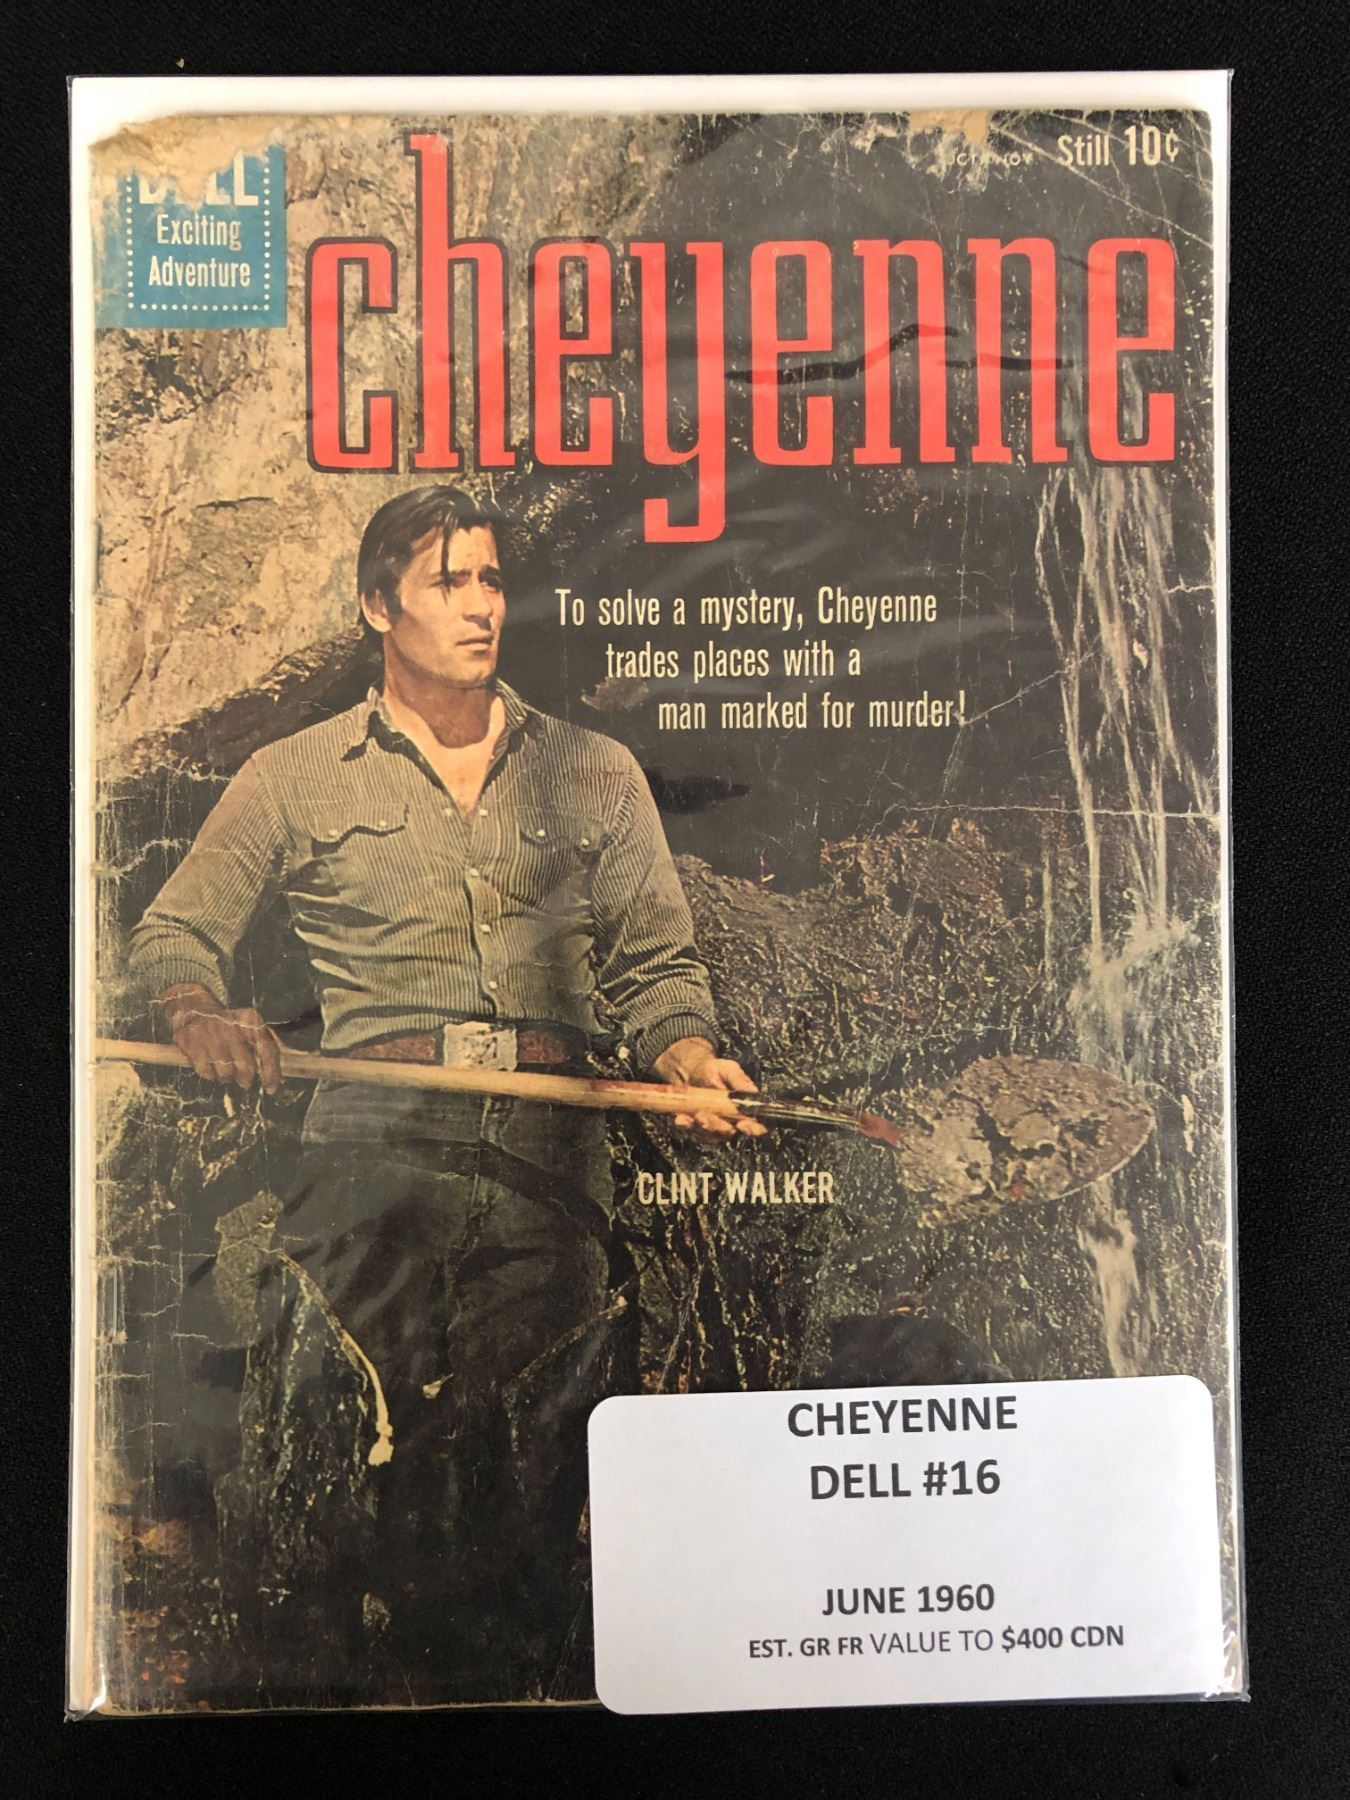 Exciting
Adventure
Still 10¢
cheyenne
To solve a mystery, Cheyenne
trades places with a
man marked for murder!
CLINT WALKER
CHEYENNE
DELL #16
JUNE 1960
EST. GR FR VALUE TO $400 CDN